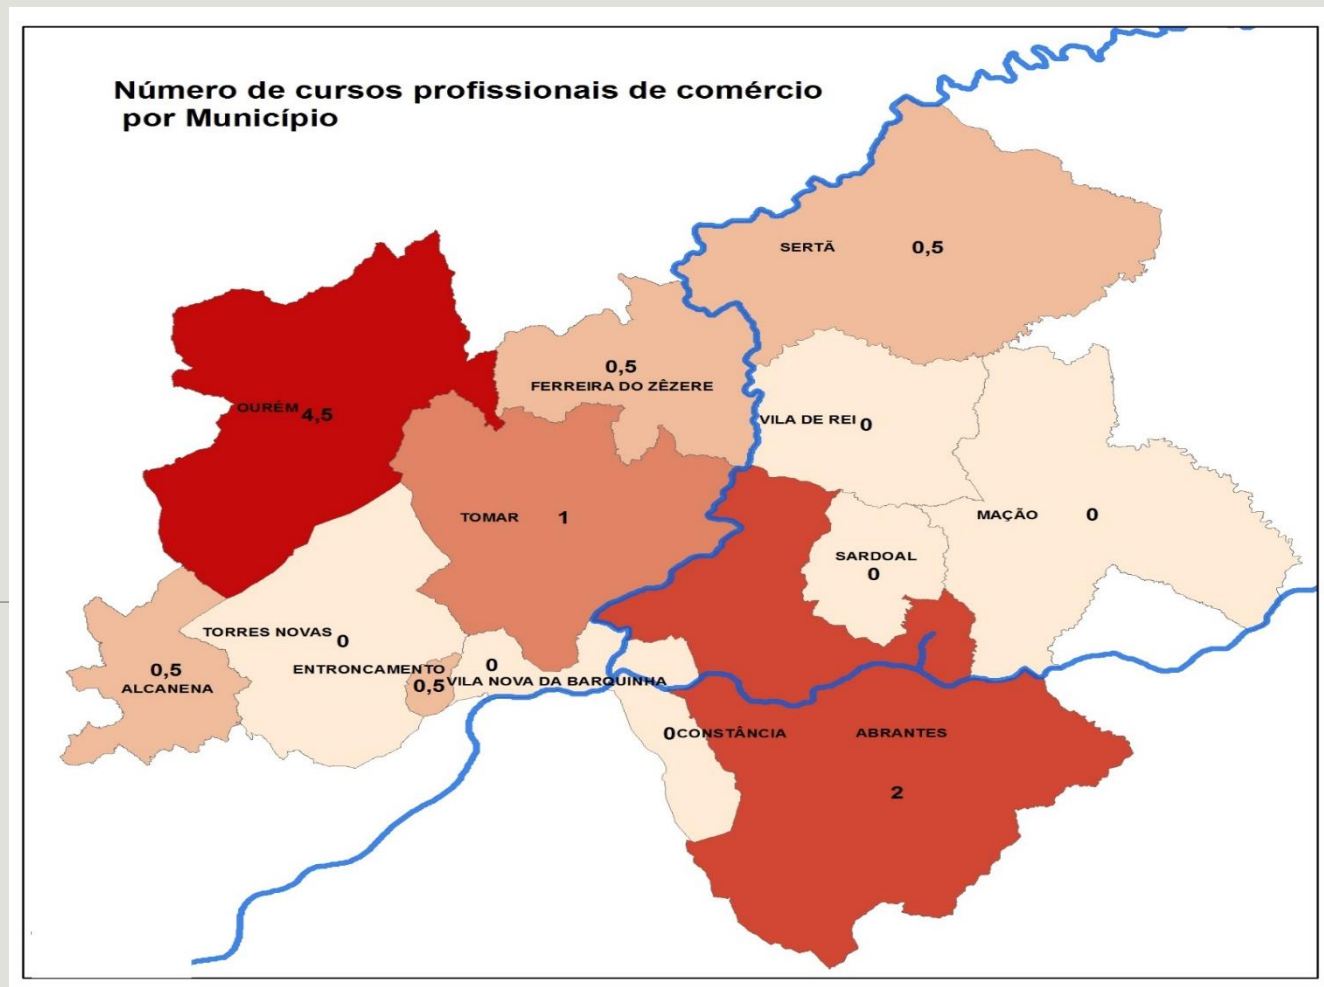 Número de cursos profissionais de comércio
por Município
SERTÃ 0,5
0,5
FERREIRA DO ZÊZERE
OURÉM 4,5
VILA DE REI 0
TOMAR 1
MAÇÃO 0
SARDOAL
0
TORRES NOVAS 0
0,5
ALCANENA
ENTRONCAMENTO
0,5
0
VILA NOVA DA BARQUINHA
0 CONSTÂNCIA
ABRANTES
2